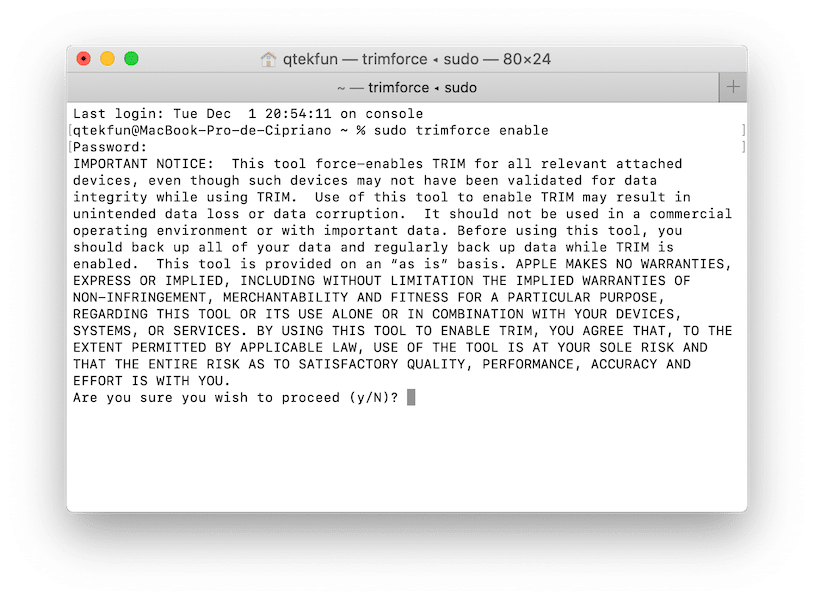 qtekfun — trimforce ◂ sudo — 80×24
~ — trimforce ◂ sudo
Last login: Tue Dec  1 20:54:11 on console
[qtekfun@MacBook-Pro-de-Cipriano ~ % sudo trimforce enable ]
[Password: ]
IMPORTANT NOTICE:  This tool force-enables TRIM for all relevant attached
devices, even though such devices may not have been validated for data
integrity while using TRIM.  Use of this tool to enable TRIM may result in
unintended data loss or data corruption.  It should not be used in a commercial
operating environment or with important data. Before using this tool, you
should back up all of your data and regularly back up data while TRIM is
enabled.  This tool is provided on an “as is” basis. APPLE MAKES NO WARRANTIES,
EXPRESS OR IMPLIED, INCLUDING WITHOUT LIMITATION THE IMPLIED WARRANTIES OF
NON-INFRINGEMENT, MERCHANTABILITY AND FITNESS FOR A PARTICULAR PURPOSE,
REGARDING THIS TOOL OR ITS USE ALONE OR IN COMBINATION WITH YOUR DEVICES,
SYSTEMS, OR SERVICES. BY USING THIS TOOL TO ENABLE TRIM, YOU AGREE THAT, TO THE
EXTENT PERMITTED BY APPLICABLE LAW, USE OF THE TOOL IS AT YOUR SOLE RISK AND
THAT THE ENTIRE RISK AS TO SATISFACTORY QUALITY, PERFORMANCE, ACCURACY AND
EFFORT IS WITH YOU.
Are you sure you wish to proceed (y/N)?